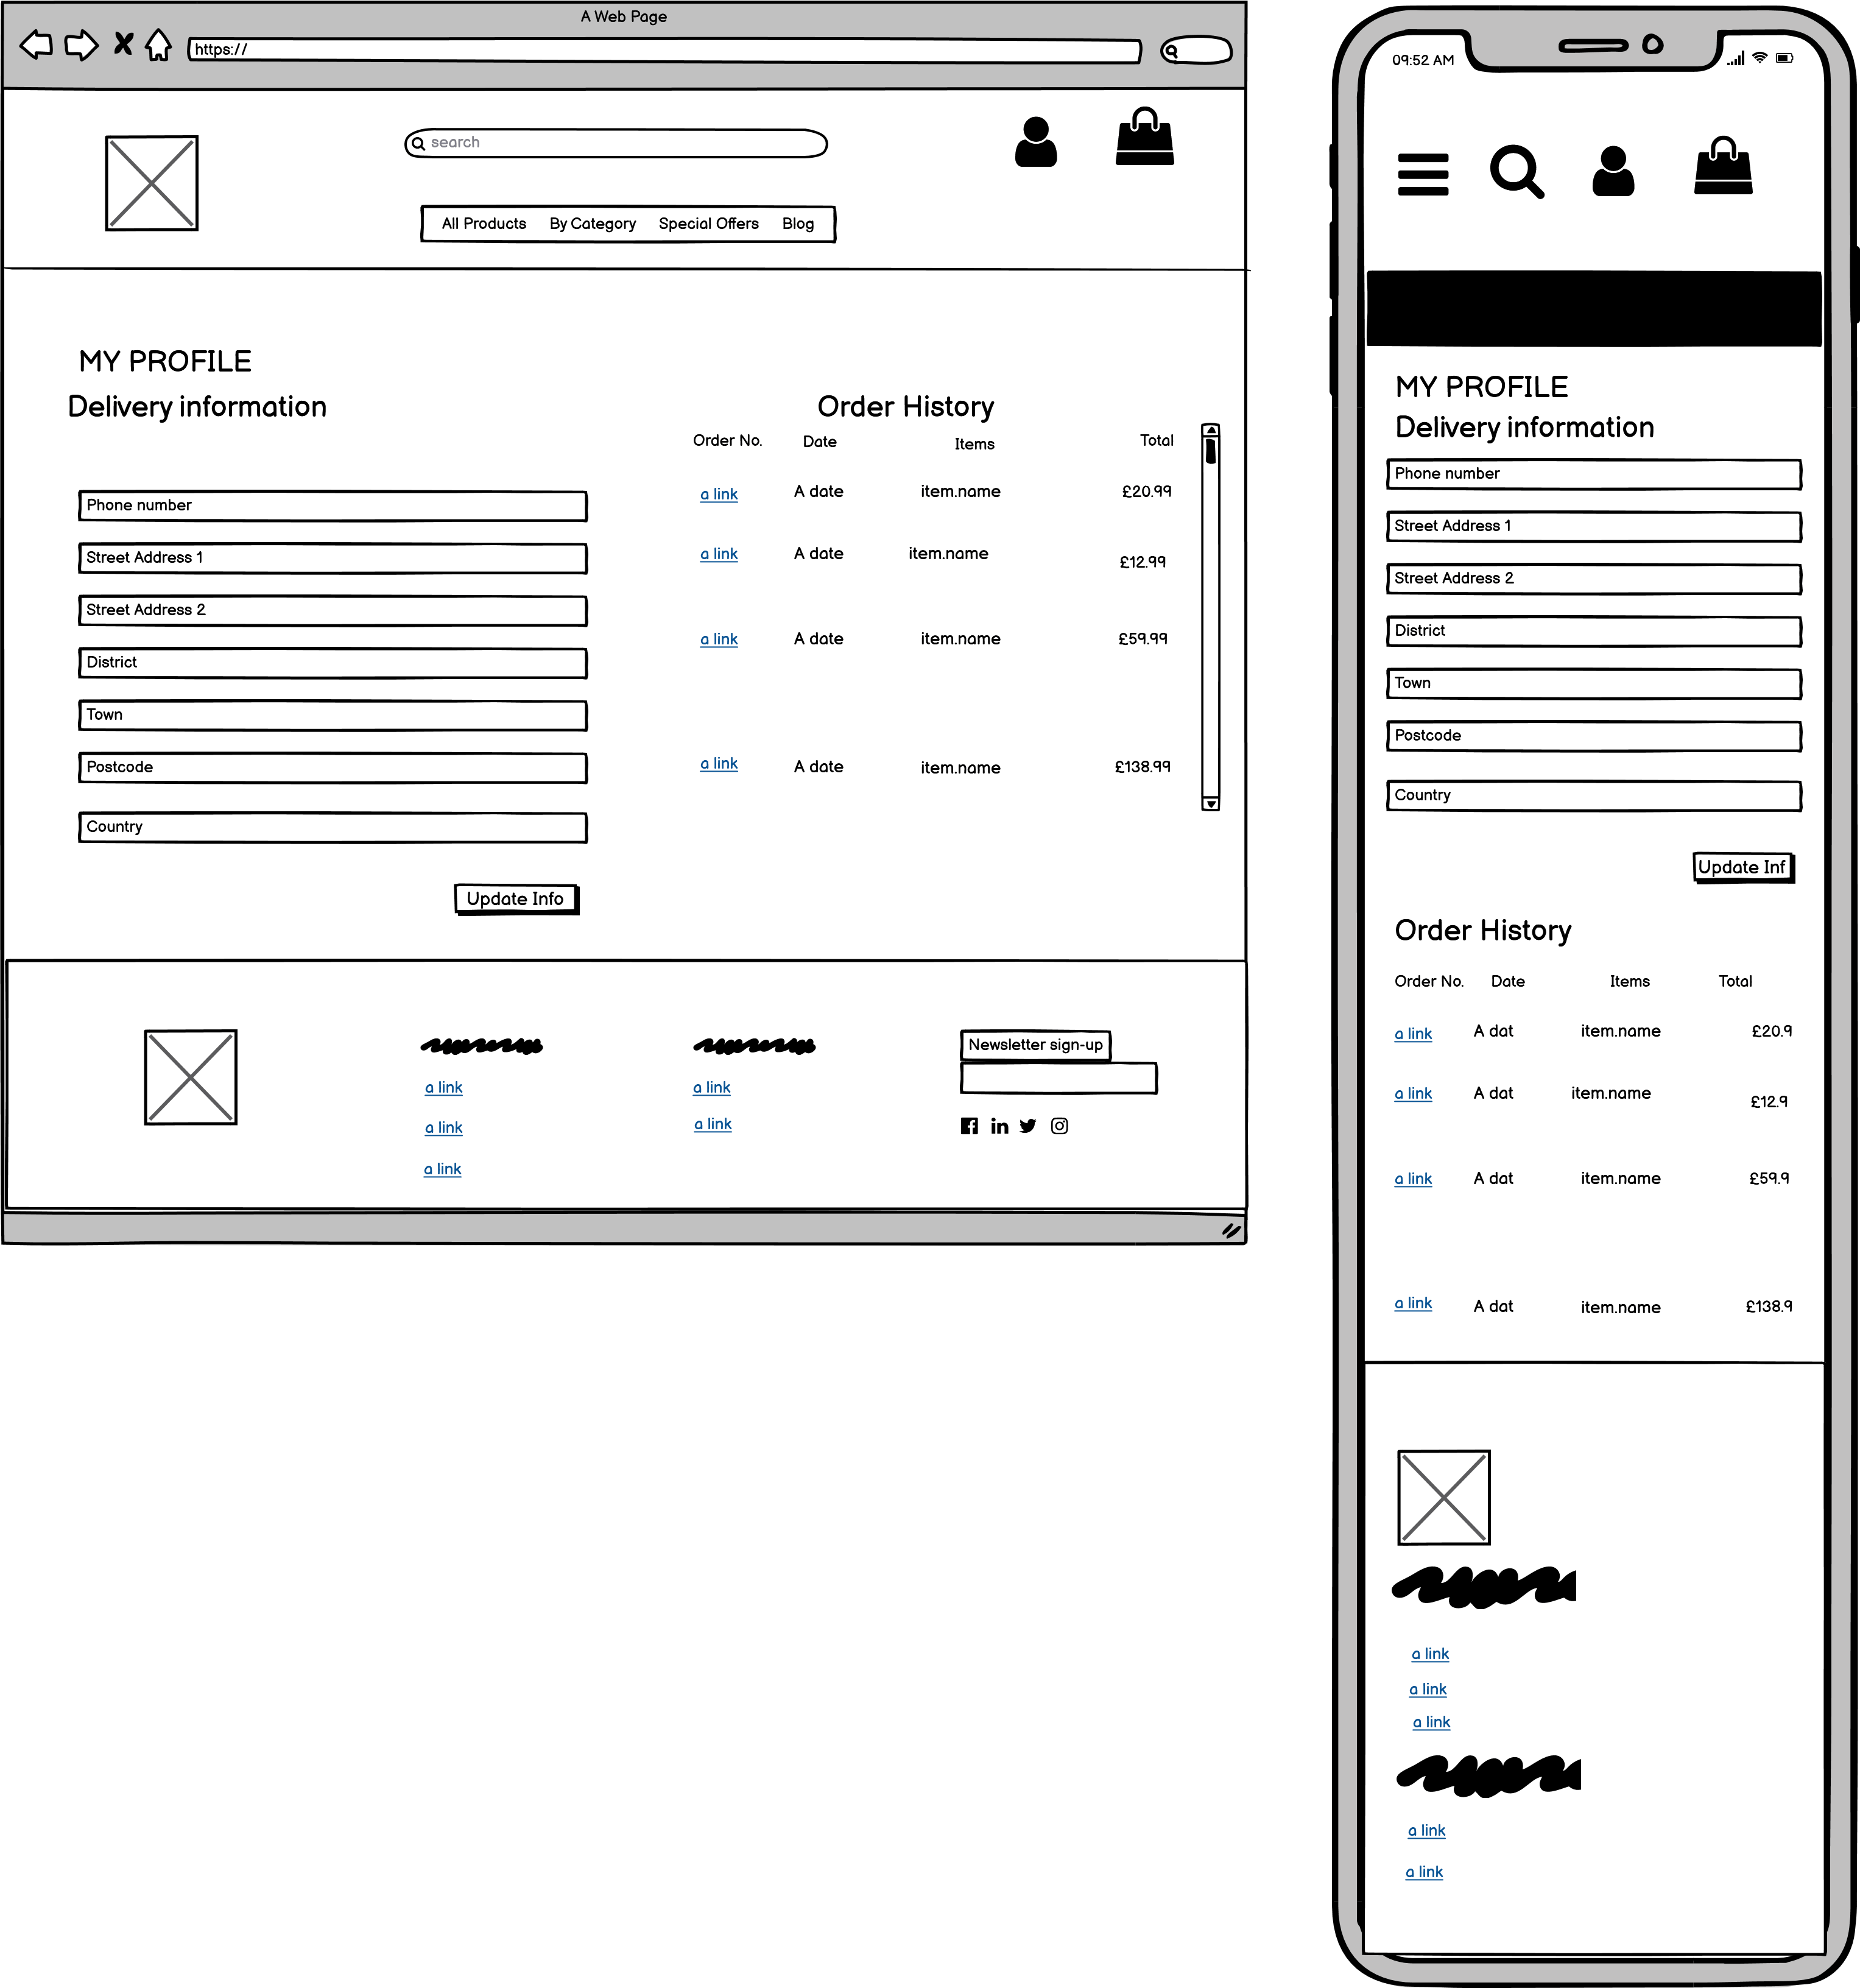 A Web Page
https://
search
All Products By Category Special Offers Blog
MY PROFILE
Delivery information
Phone number
Street Address 1
Street Address 2
District
Town
Postcode
Country
Update Info
Order History
Order No. Date Items Total
a link A date item.name £20.99
a link A date item.name £12.99
a link A date item.name £59.99
a link A date item.name £138.99
a link
a link
a link
a link
a link
Newsletter sign-up
09:52 AM
MY PROFILE
Delivery information
Phone number
Street Address 1
Street Address 2
District
Town
Postcode
Country
Update Inf
Order History
Order No. Date Items Total
a link A dat item.name £20.9
a link A dat item.name £12.9
a link A dat item.name £59.9
a link A dat item.name £138.9
a link
a link
a link
a link
a link